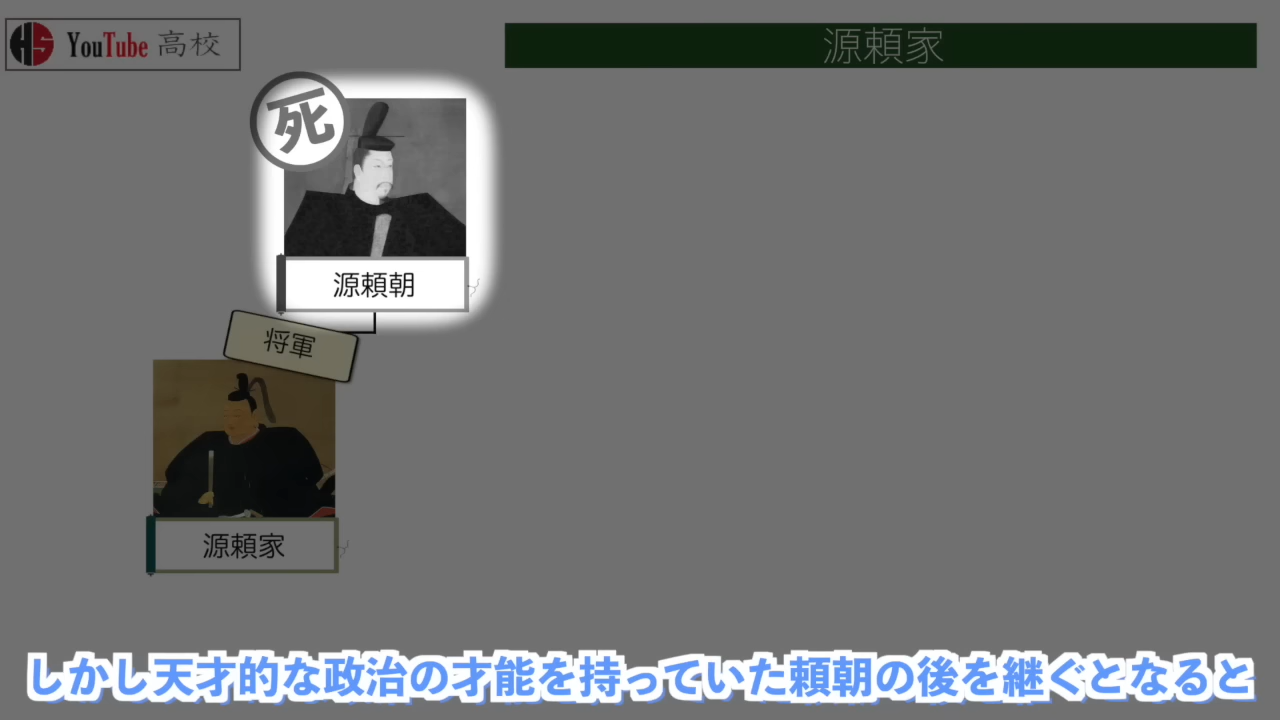 YouTube 高校
源頼家
死
源頼朝
将軍
源頼家
しかし天才的な政治の才能を持っていた頼朝の後を継ぐとなると